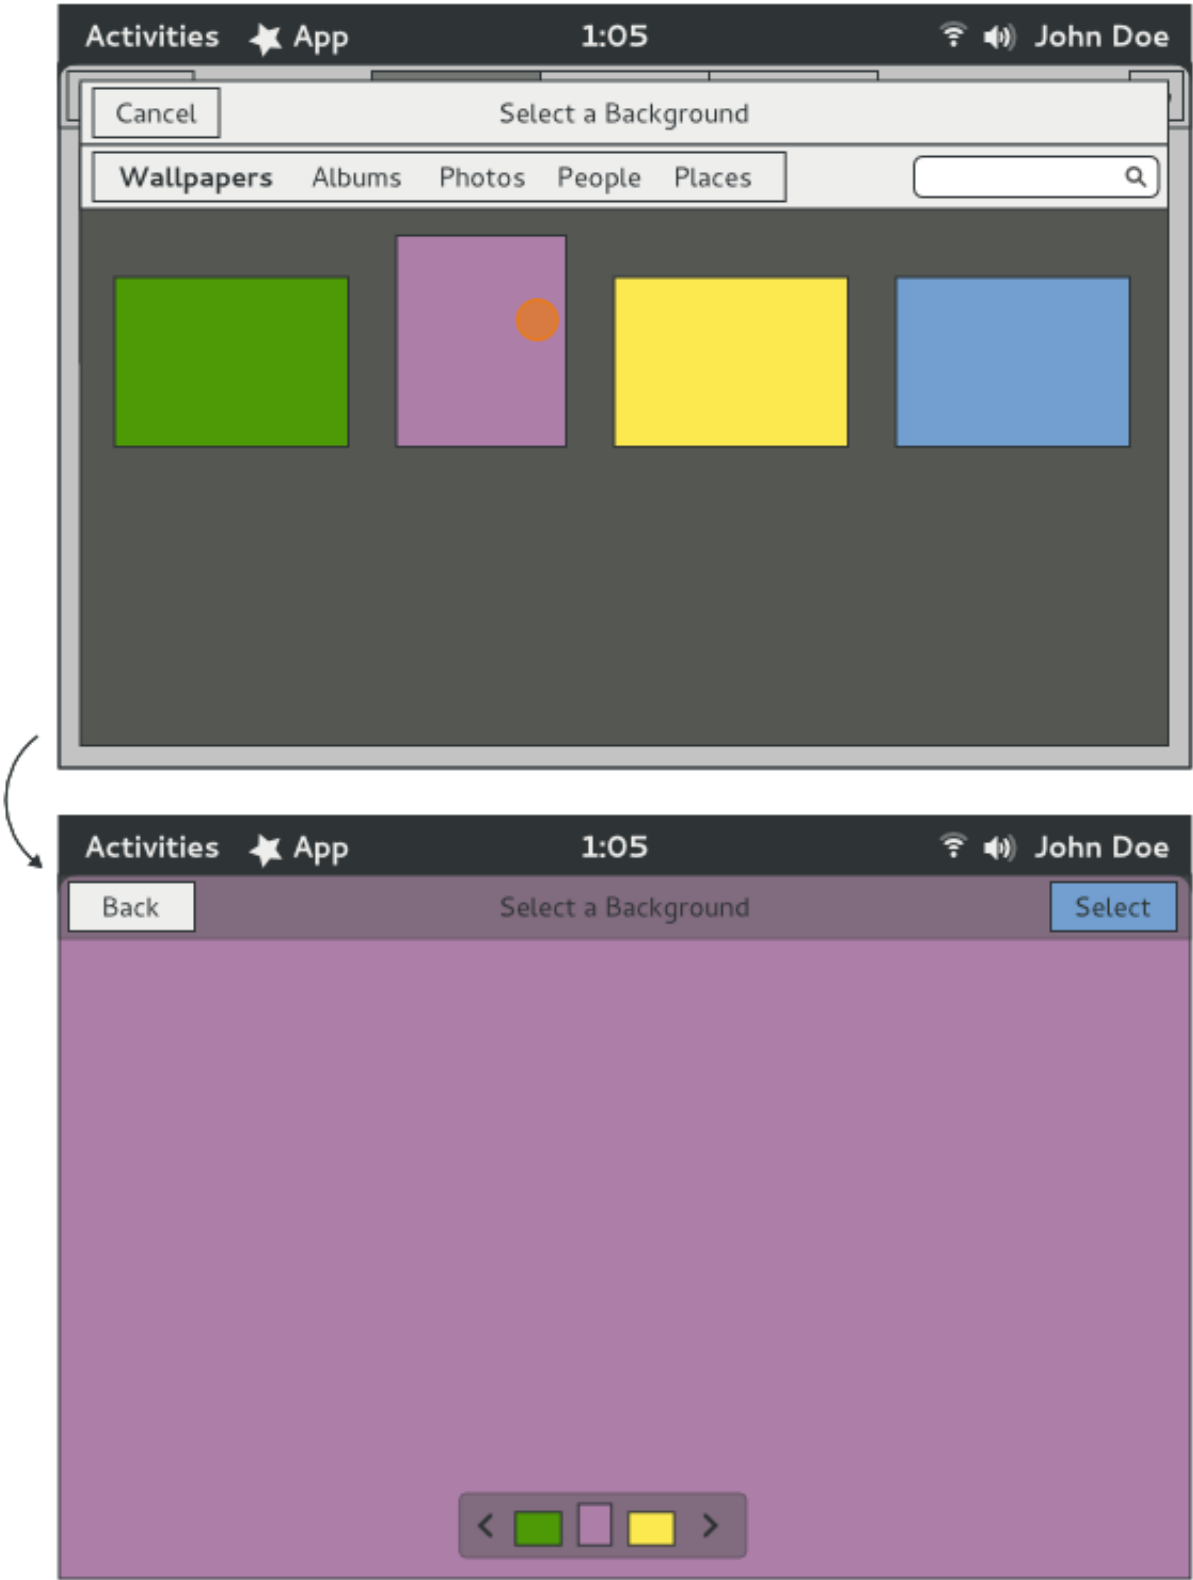 Activities App 1:05 John Doe
Cancel Select a Background
Wallpapers Albums Photos People Places
Activities App 1:05 John Doe
Back Select a Background Select